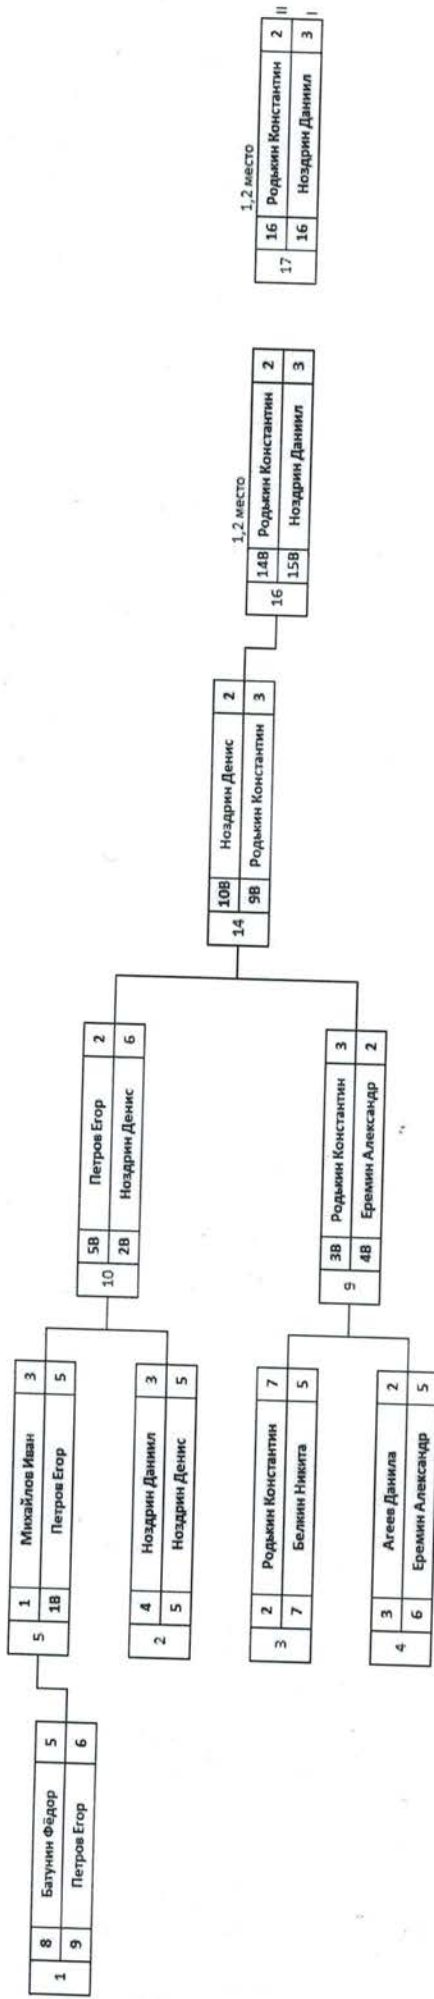 1
8 Батунин Фёдор 5
9 Петров Егор 6
5
1 Михайлов Иван 3
1В Петров Егор 5
2
4 Ноздрин Даниил 3
5 Ноздрин Денис 5
3
2 Родькин Константин 7
7 Белкин Никита 5
4
3 Агеев Данила 2
6 Еремин Александр 5
10
5В Петров Егор 2
2В Ноздрин Денис 6
9
3В Родькин Константин 3
4В Еремин Александр 2
14
10В Ноздрин Денис 2
9В Родькин Константин 3
1,2 место
16
14В Родькин Константин 2
15В Ноздрин Даниил 3
1,2 место
17
16 Родькин Константин 2 II
16 Ноздрин Даниил 3 I